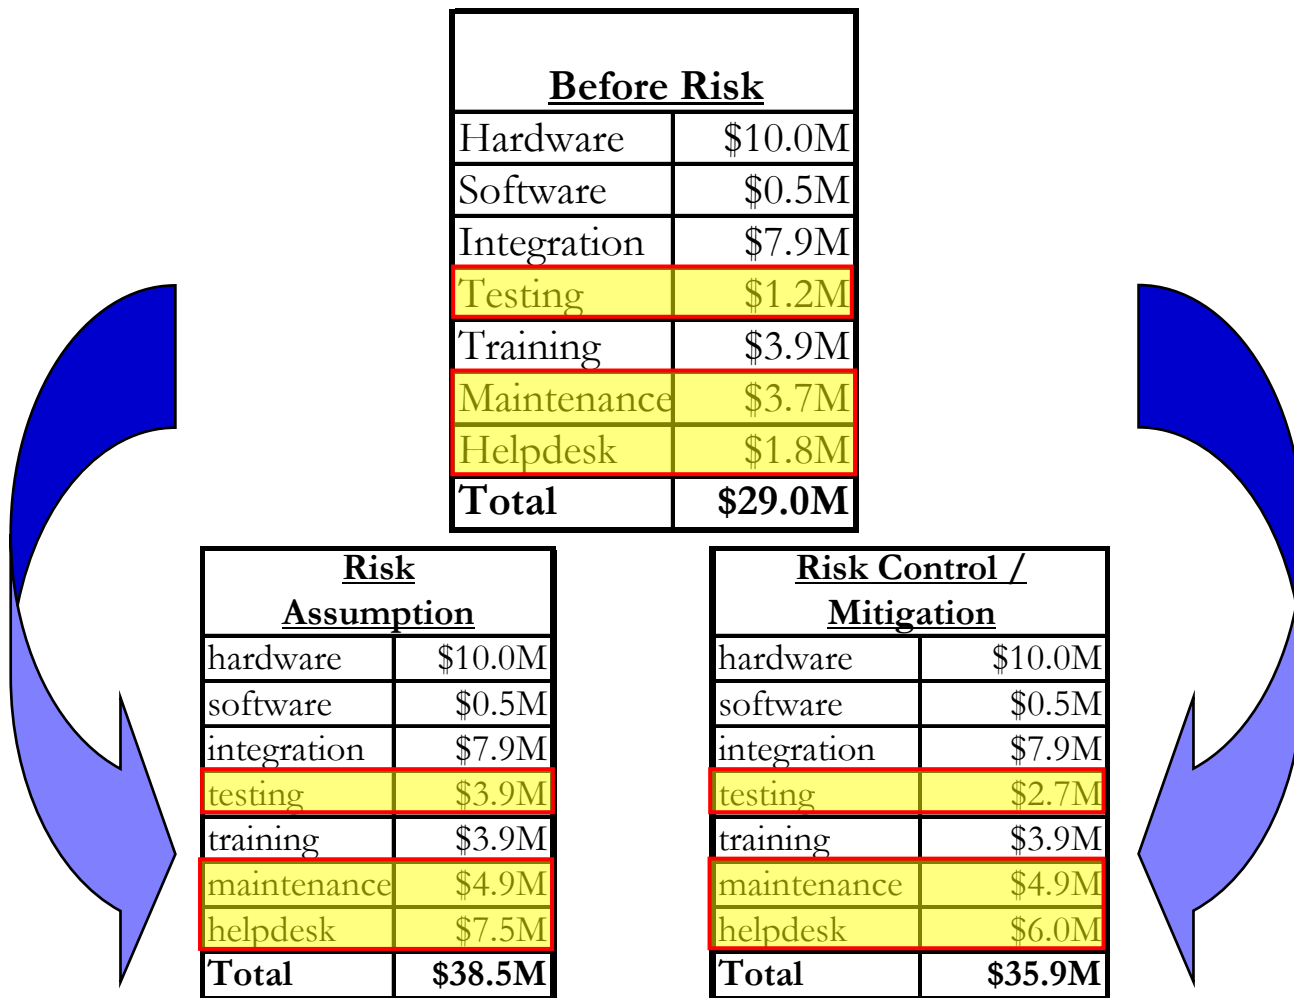 Before Risk
Hardware $10.0M
Software $0.5M
Integration $7.9M
Testing $1.2M
Training $3.9M
Maintenance $3.7M
Helpdesk $1.8M
Total $29.0M
Risk
Assumption
hardware $10.0M
software $0.5M
integration $7.9M
testing $3.9M
training $3.9M
maintenance $4.9M
helpdesk $7.5M
Total $38.5M
Risk Control /
Mitigation
hardware $10.0M
software $0.5M
integration $7.9M
testing $2.7M
training $3.9M
maintenance $4.9M
helpdesk $6.0M
Total $35.9M